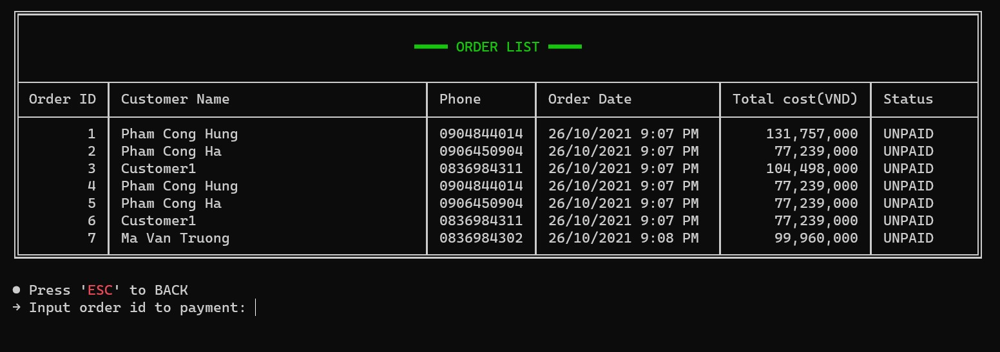 ORDER LIST
Order ID Customer Name Phone Order Date Total cost(VND) Status
1 Pham Cong Hung 0904844014 26/10/2021 9:07 PM 131,757,000 UNPAID
2 Pham Cong Ha 0906450904 26/10/2021 9:07 PM 77,239,000 UNPAID
3 Customer1 0836984311 26/10/2021 9:07 PM 104,498,000 UNPAID
4 Pham Cong Hung 0904844014 26/10/2021 9:07 PM 77,239,000 UNPAID
5 Pham Cong Ha 0906450904 26/10/2021 9:07 PM 77,239,000 UNPAID
6 Customer1 0836984311 26/10/2021 9:07 PM 77,239,000 UNPAID
7 Ma Van Truong 0836984302 26/10/2021 9:08 PM 99,960,000 UNPAID
● Press 'ESC' to BACK
→ Input order id to payment: